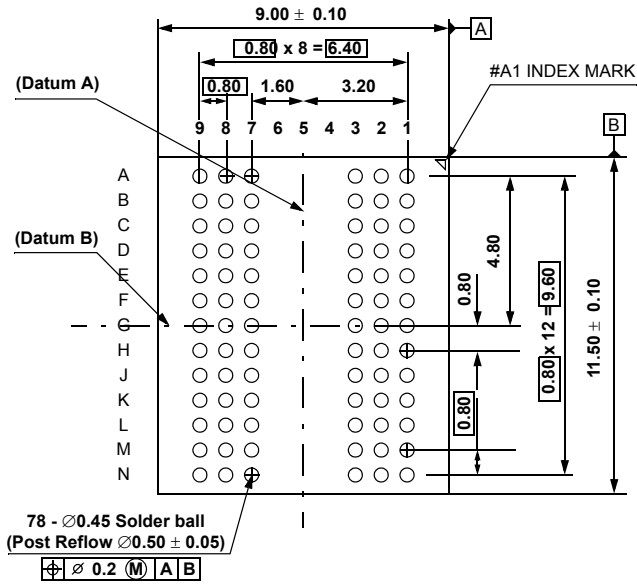 9.00 ± 0.10
A
0.80 x 8 = 6.40
#A1 INDEX MARK
(Datum A)
0.80 1.60 3.20
B
9 8 7 6 5 4 3 2 1
A
B
C
(Datum B)
D
E
F
G
H
J
K
L
M
N
4.80
0.80
0.80 x 12 = 9.60
11.50 ± 0.10
0.80
78 - ∅0.45 Solder ball
(Post Reflow ∅0.50 ± 0.05)
⌖ ∅ 0.2 Ⓜ A B